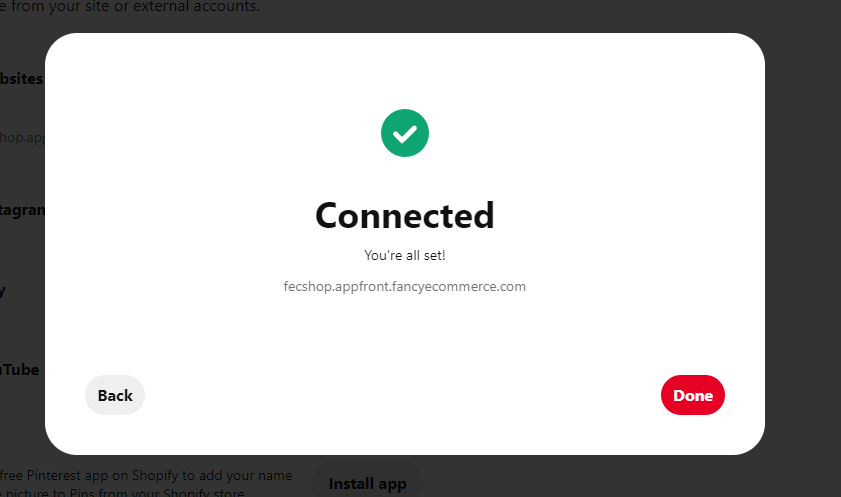 e from your site or external accounts.
bsites
hop.app
Connected
You're all set!
fecshop.appfront.fancyecommerce.com
tagram
y
uTube
Back
Done
free Pinterest app on Shopify to add your name
picture to Pins from your Shopify store
Install app